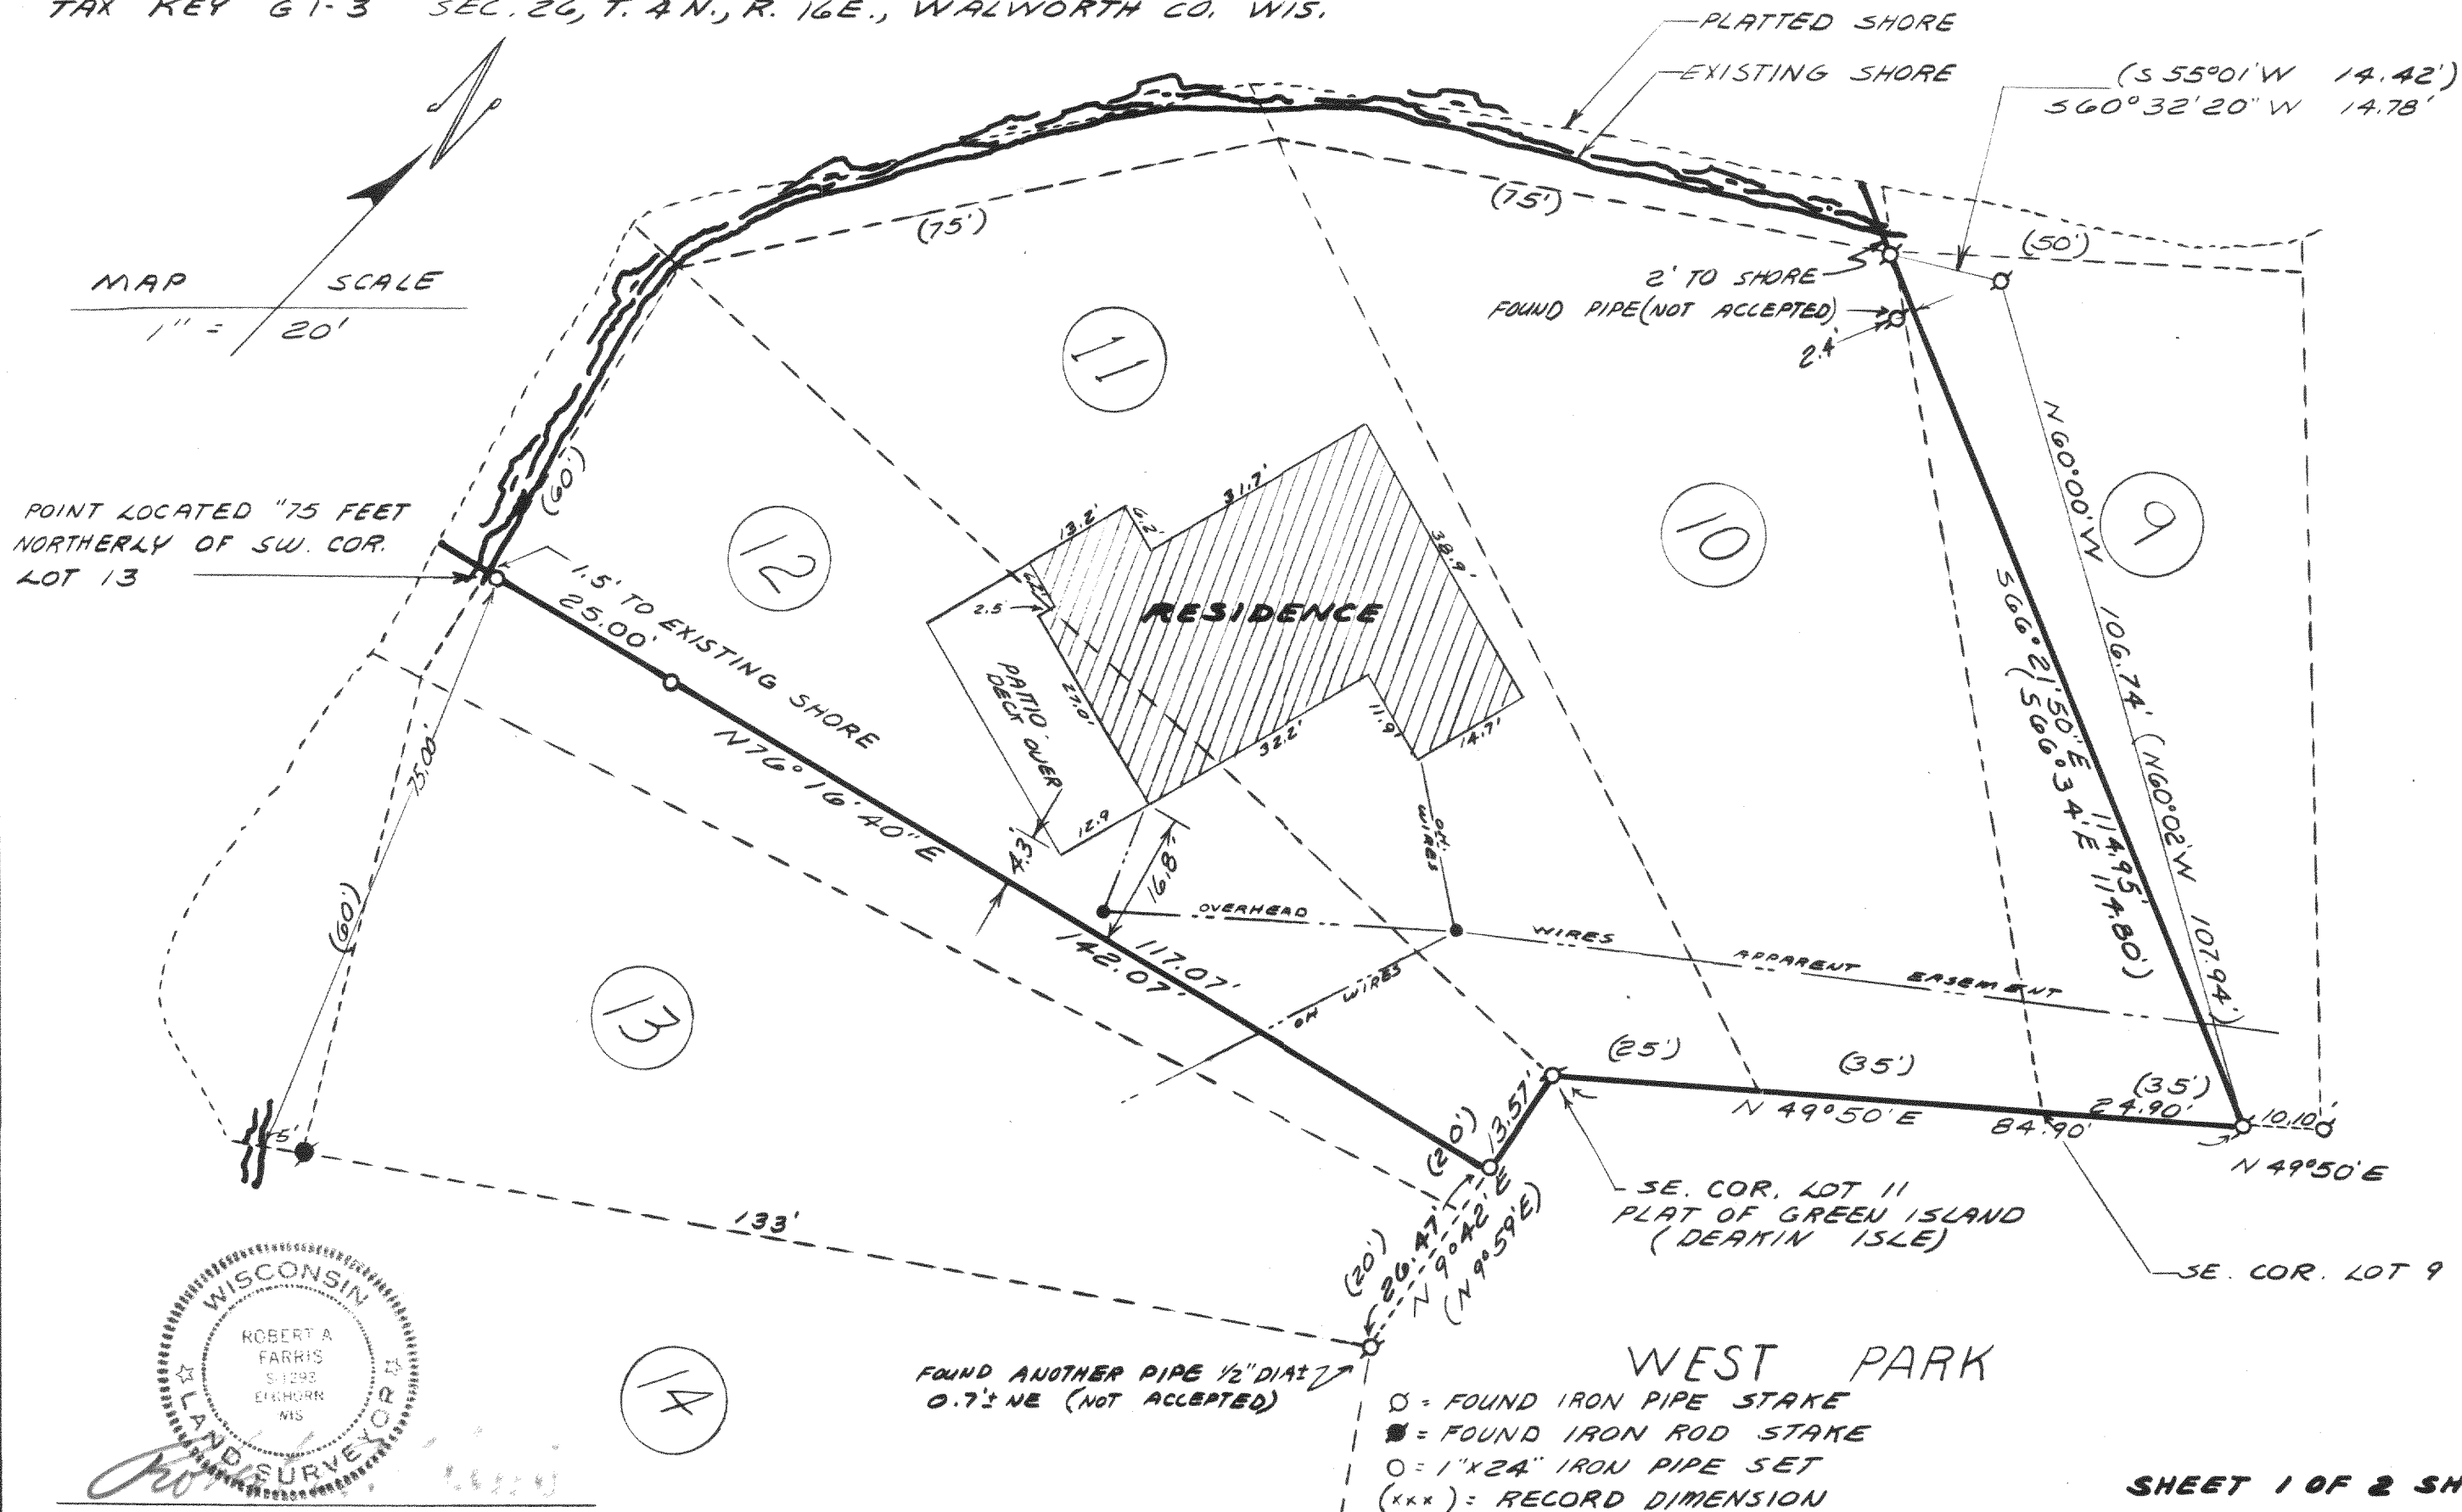 TAX KEY GI-3 SEC. 26, T. 4 N., R. 16E., WALWORTH CO. WIS.
PLATTED SHORE
EXISTING SHORE
(S 55°01'W 14.42')
S60°32'20"W 14.78'
MAP SCALE
1" = 20'
(75')
(75')
(50')
2' TO SHORE
FOUND PIPE (NOT ACCEPTED)
2.4'
11
12
10
9
13
14
(60')
POINT LOCATED "75 FEET
NORTHERLY OF SW. COR.
LOT 13
1.5' TO EXISTING SHORE
25.00'
N76°16'40"E
117.07'
142.07'
75.00'
(60')
5'
133'
RESIDENCE
13.2'
6.2'
31.7'
38.9'
2.5
27.0'
32.2'
11.9'
14.7'
PATIO
DECK OVER
12.9
4.3'
16.8'
OH.
WIRES
OVERHEAD WIRES APPARENT EASEMENT
OH WIRES
N60°00'W 106.74' (N60°02'W 107.94')
S66°21'50"E 114.95'
(S66°34'E 114.80')
(25')
(35')
(35')
24.90'
N 49°50'E
84.90'
10.10'
N 49°50'E
13.57'
(20')
(20')
26.47'
N 9°42'E
(N 9°59'E)
SE. COR. LOT 11
PLAT OF GREEN ISLAND
(DEAKIN ISLE)
SE. COR. LOT 9
FOUND ANOTHER PIPE 1/2" DIA±
0.7'± NE (NOT ACCEPTED)
WEST PARK
= FOUND IRON PIPE STAKE
= FOUND IRON ROD STAKE
O = 1"X24" IRON PIPE SET
(xxx) = RECORD DIMENSION
WISCONSIN
ROBERT A
FARRIS
S-1293
ELKHORN
WIS
LAND SURVEYOR
SHEET 1 OF 2 SH